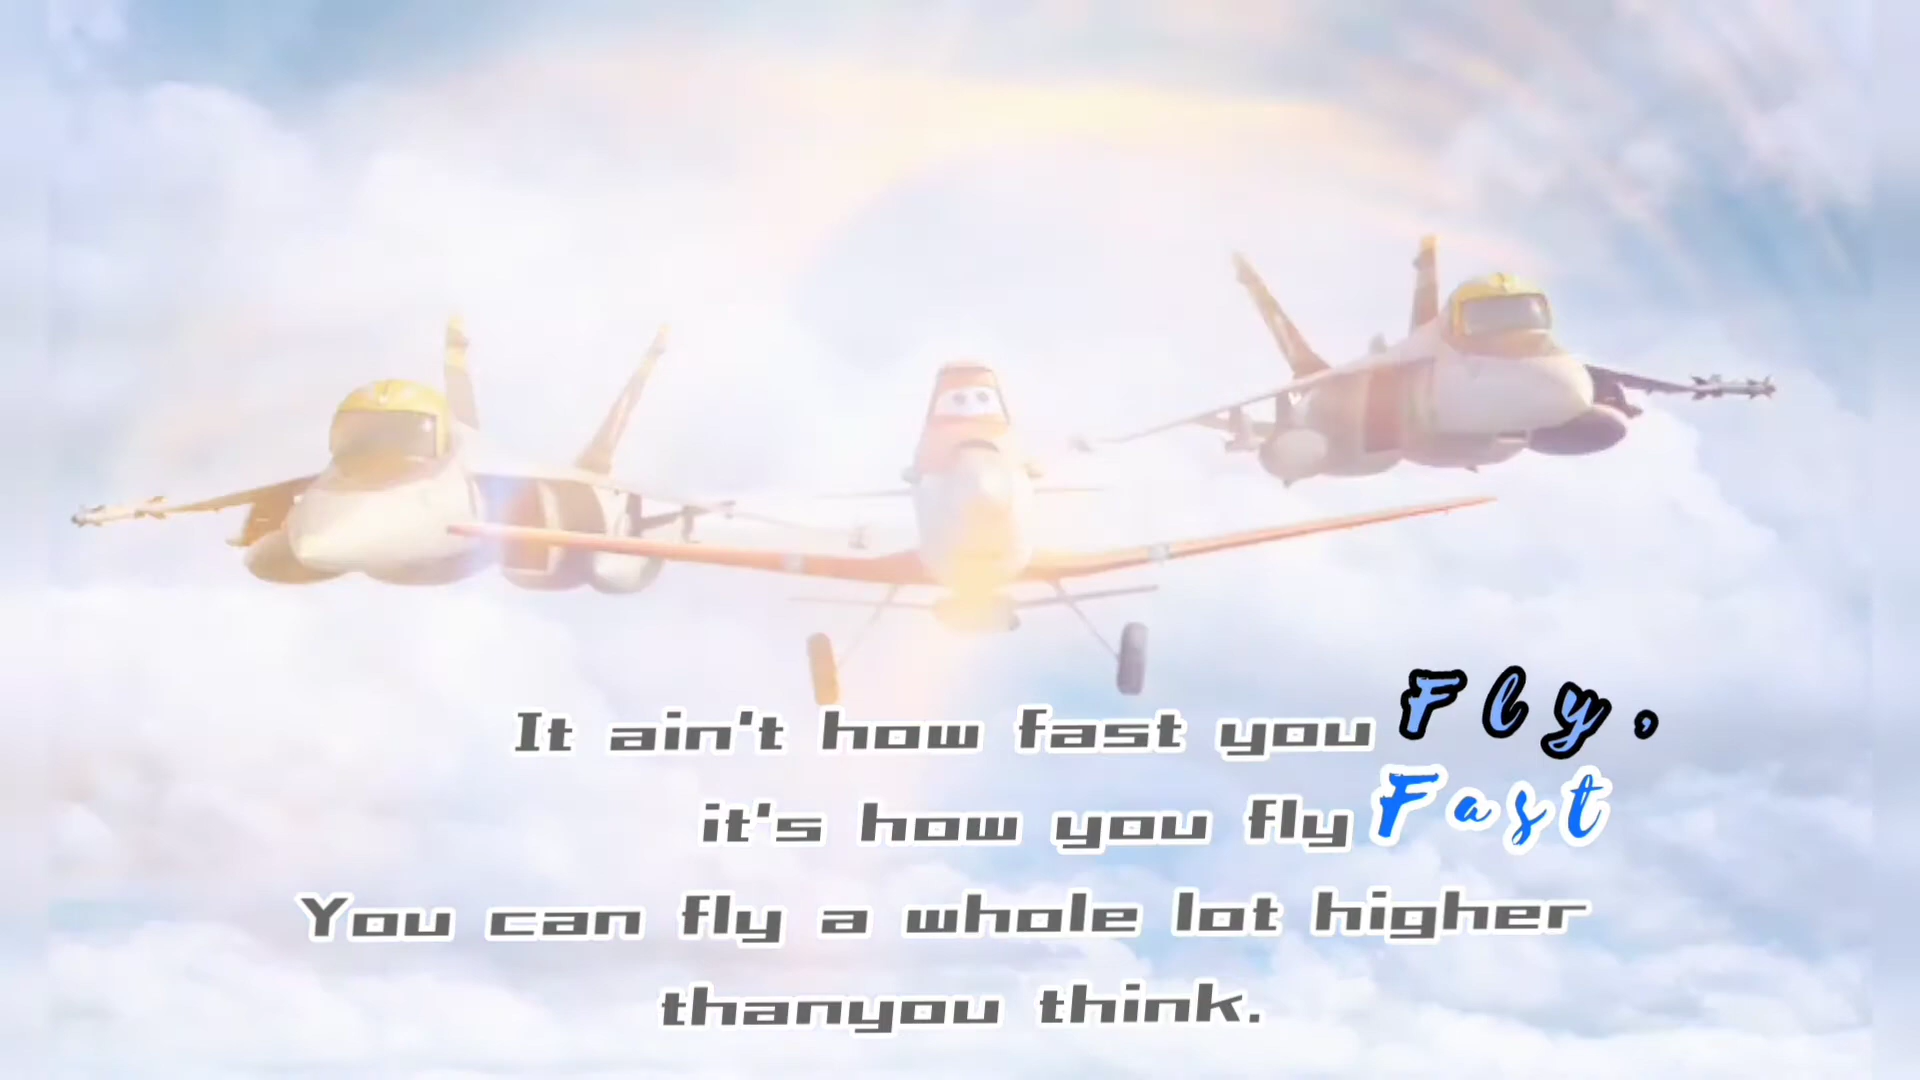 It ain't how fast you Fly,
it's how you fly Fast
You can fly a whole lot higher
thanyou think.